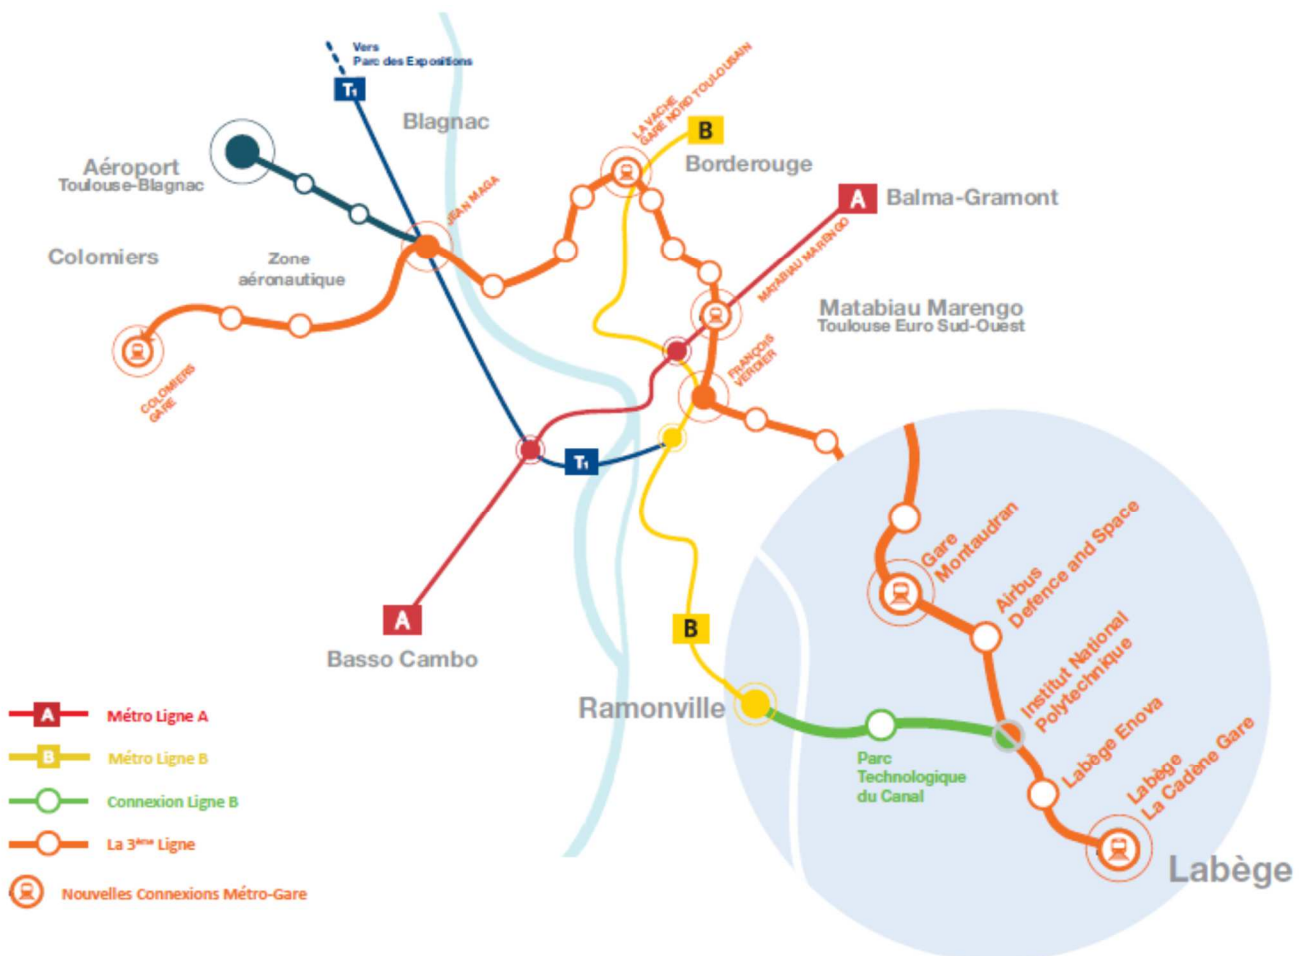 Vers
Parc des Expositions
T1
Blagnac
LA VACHE
GARE NORD TOULOUSAIN
B
Borderouge
Aéroport
Toulouse-Blagnac
JEAN MAGA
A
Balma-Gramont
MATABIAU MARENGO
Colomiers
Zone
aéronautique
Matabiau Marengo
Toulouse Euro Sud-Ouest
FRANÇOIS
VERDIER
COLOMIERS
GARE
T1
Gare
Montaudran
Airbus
Defence and Space
A
Basso Cambo
B
Institut National
Polytechnique
Ramonville
Labège Enova
Parc
Technologique
du Canal
Labège
La Cadène Gare
Labège
A Métro Ligne A
B Métro Ligne B
Connexion Ligne B
La 3ème Ligne
Nouvelles Connexions Métro-Gare